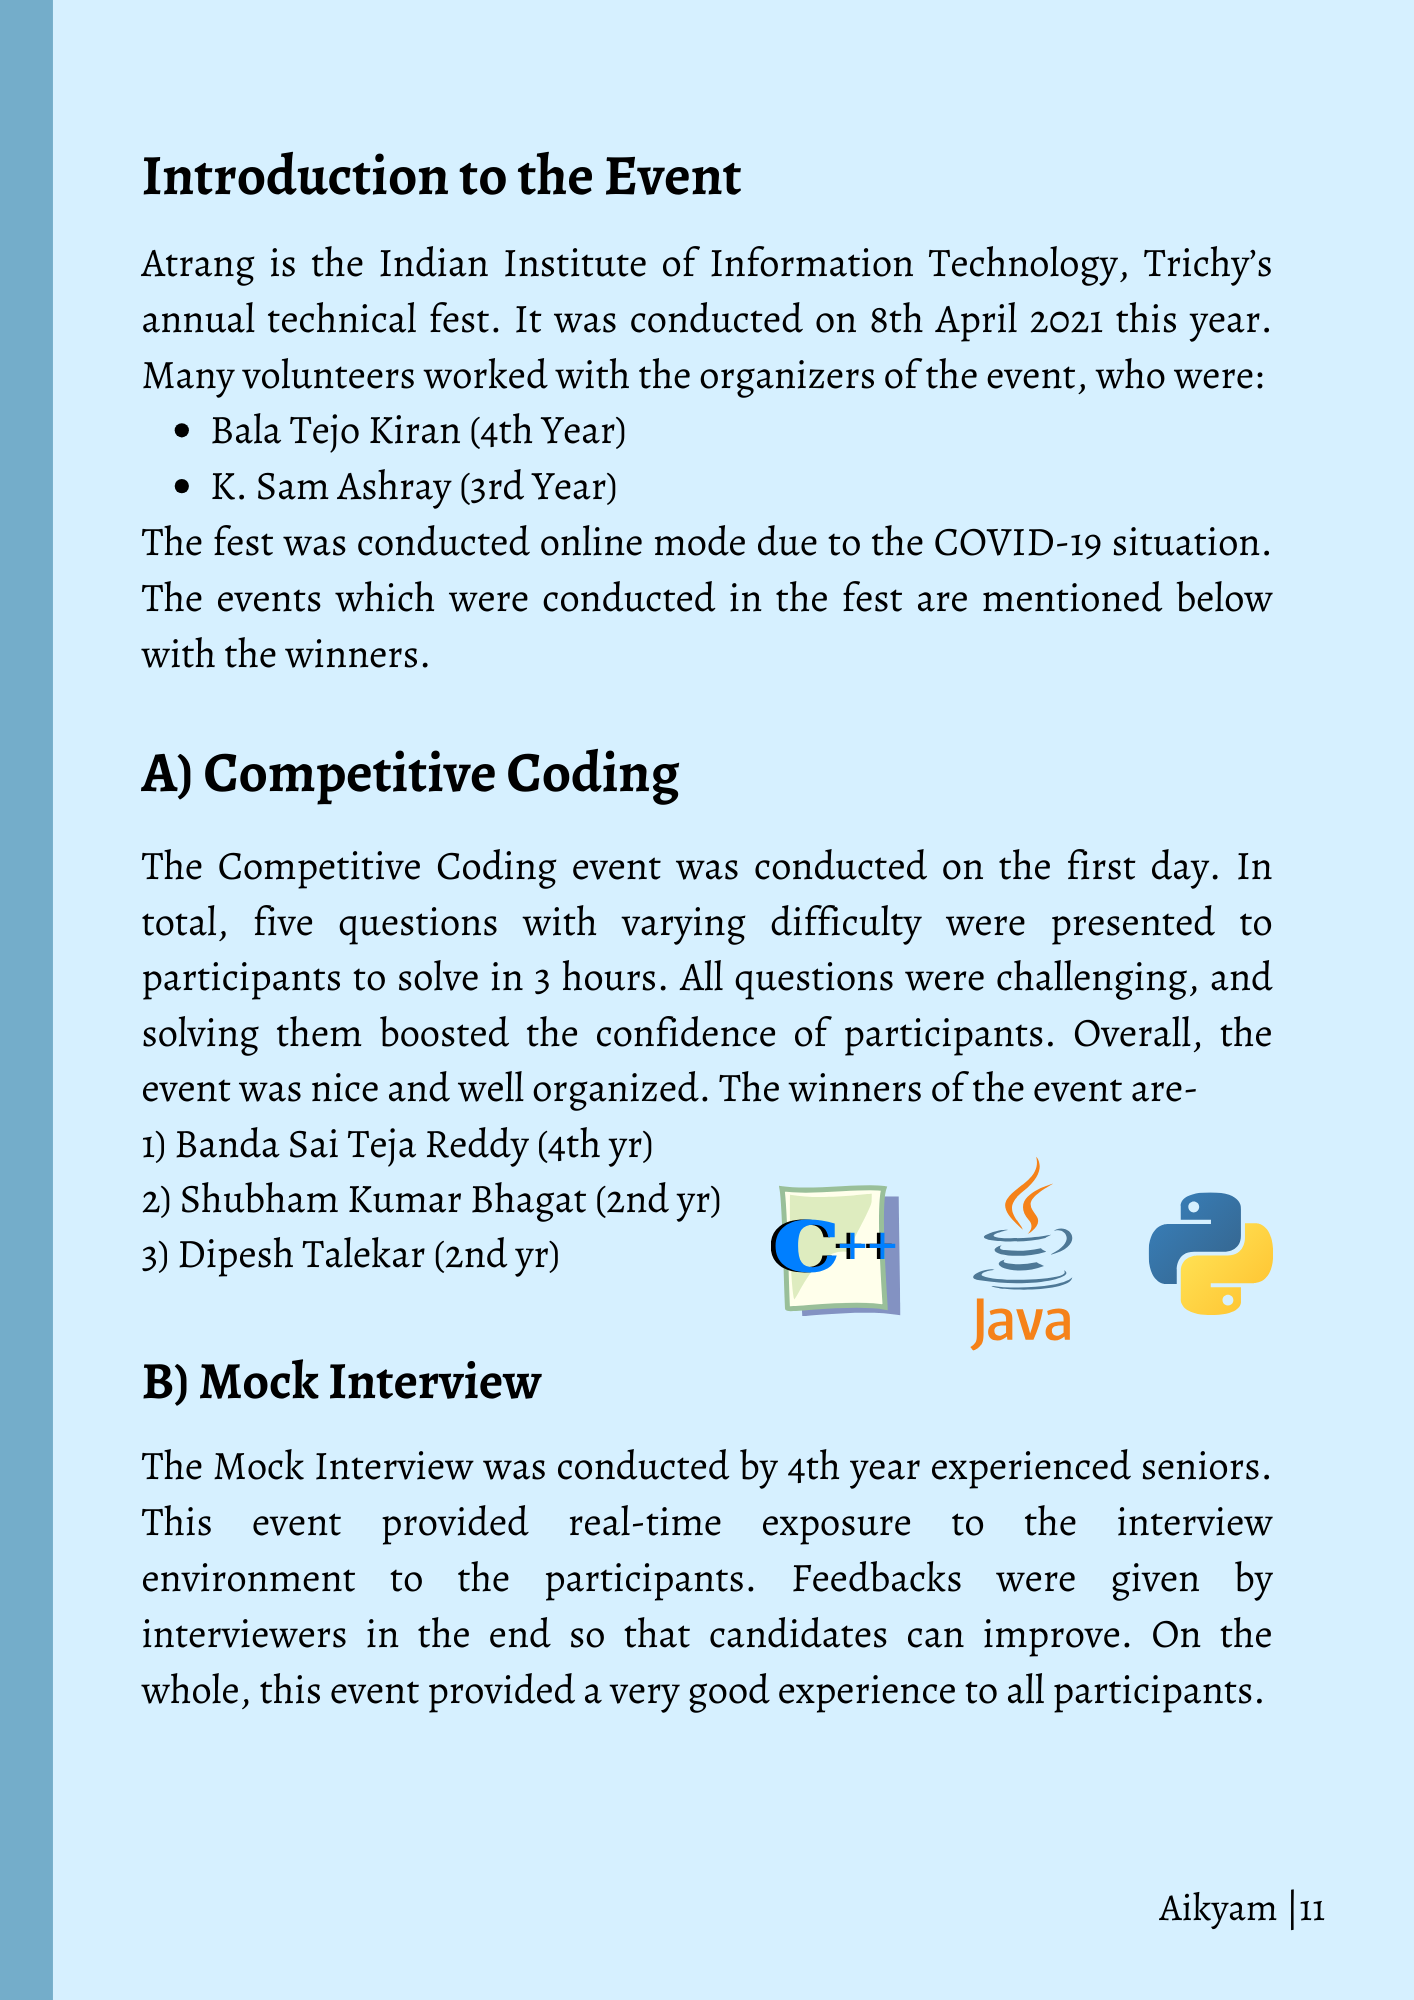 Introduction to the Event
Atrang is the Indian Institute of Information Technology, Trichy’s
annual technical fest. It was conducted on 8th April 2021 this year.
Many volunteers worked with the organizers of the event, who were:
• Bala Tejo Kiran (4th Year)
• K. Sam Ashray (3rd Year)
The fest was conducted online mode due to the COVID-19 situation.
The events which were conducted in the fest are mentioned below
with the winners.
A) Competitive Coding
The Competitive Coding event was conducted on the first day. In
total, five questions with varying difficulty were presented to
participants to solve in 3 hours. All questions were challenging, and
solving them boosted the confidence of participants. Overall, the
event was nice and well organized. The winners of the event are-
1) Banda Sai Teja Reddy (4th yr)
2) Shubham Kumar Bhagat (2nd yr)
3) Dipesh Talekar (2nd yr)
C++
Java
B) Mock Interview
The Mock Interview was conducted by 4th year experienced seniors.
This event provided real-time exposure to the interview
environment to the participants. Feedbacks were given by
interviewers in the end so that candidates can improve. On the
whole, this event provided a very good experience to all participants.
Aikyam |11